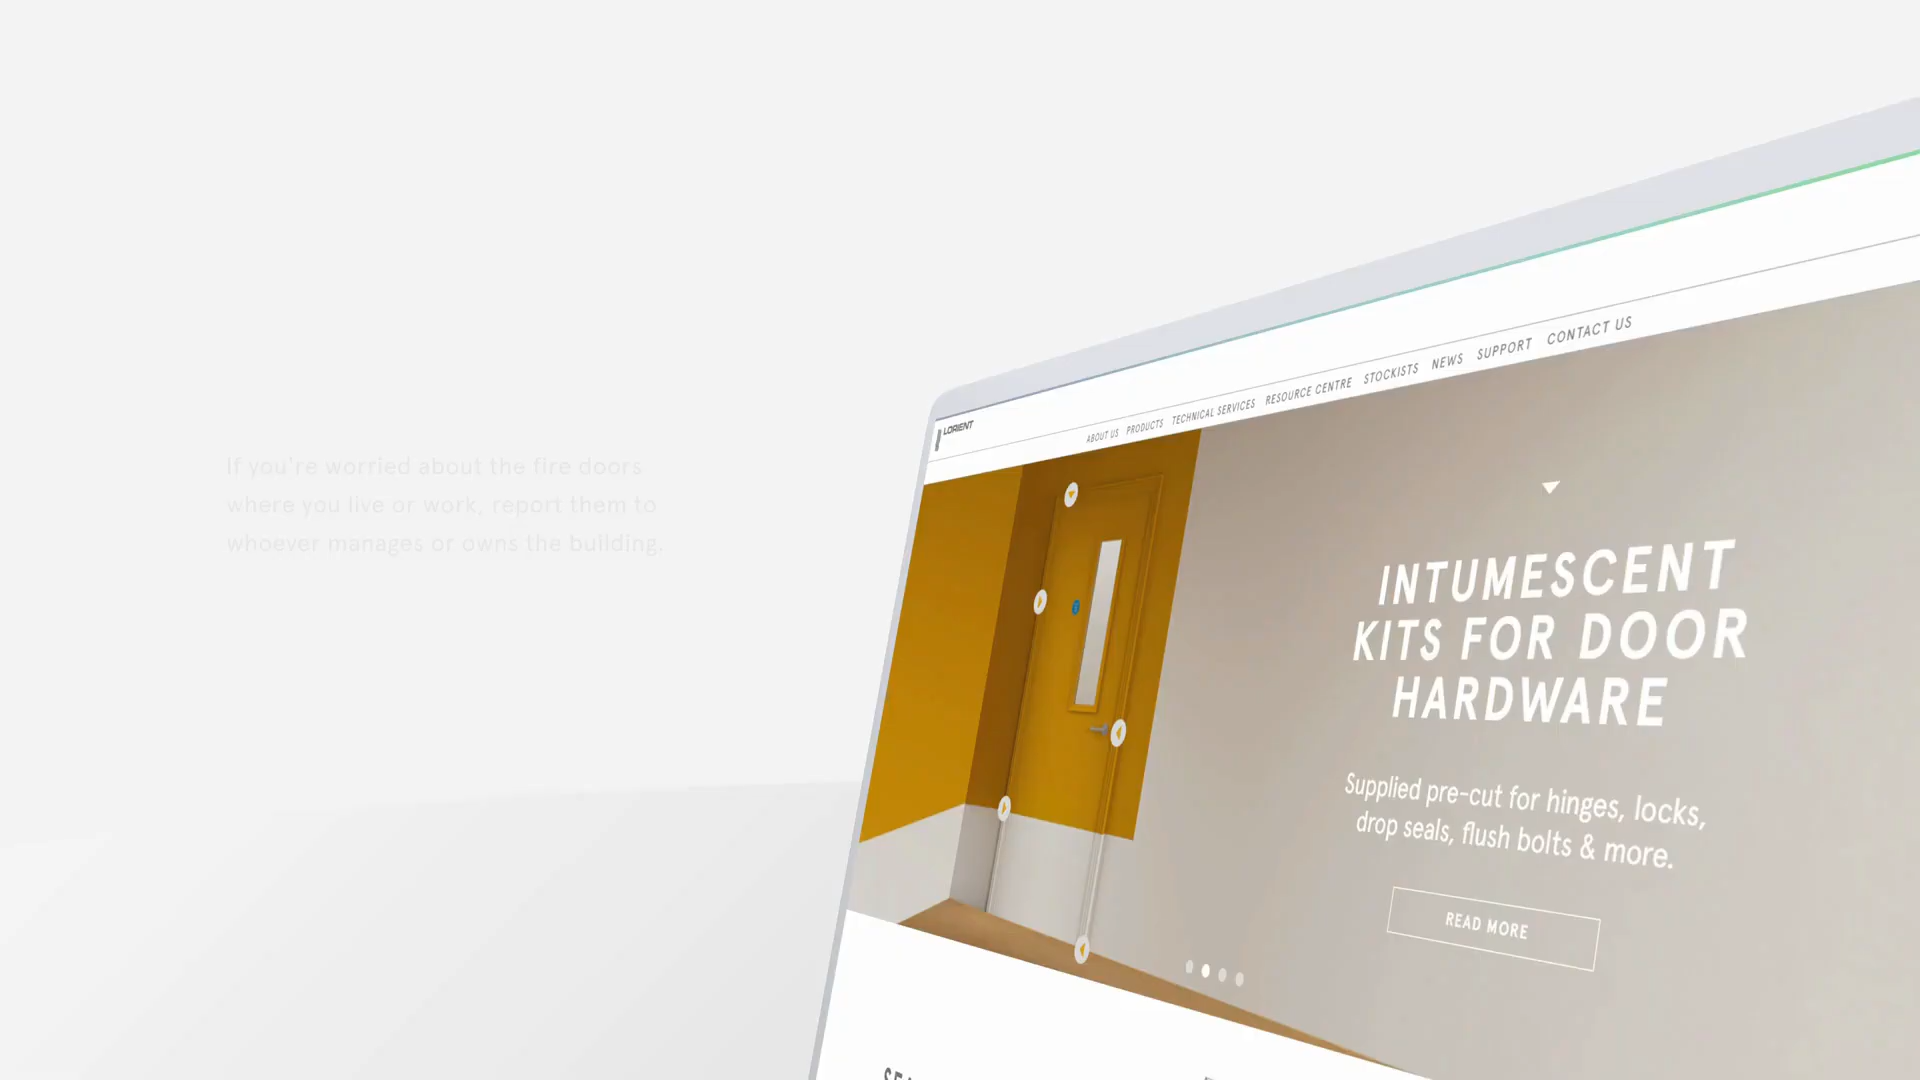 If you're worried about the fire doors
where you live or work, report them to
whoever manages or owns the building.
LORIENT
ABOUT US PRODUCTS TECHNICAL SERVICES RESOURCE CENTRE STOCKISTS NEWS SUPPORT CONTACT US
INTUMESCENT
KITS FOR DOOR
HARDWARE
Supplied pre-cut for hinges, locks,
drop seals, flush bolts & more.
READ MORE